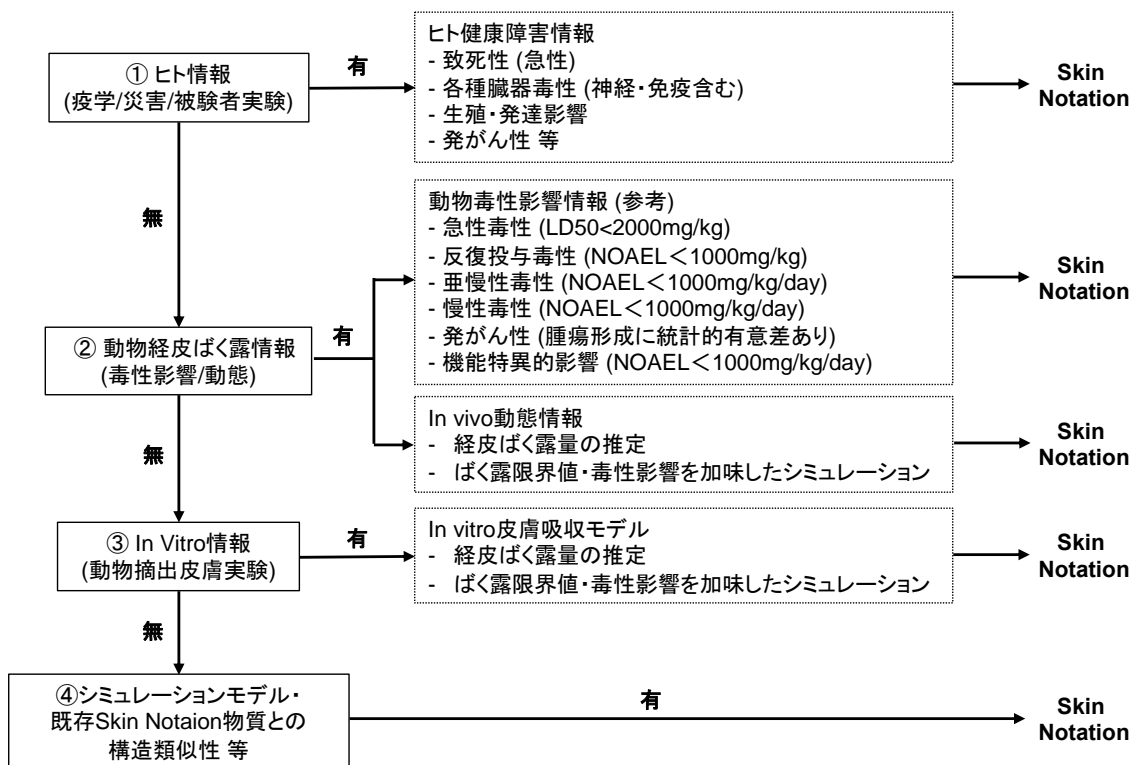 ① ヒト情報
(疫学/災害/被験者実験)
有
ヒト健康障害情報
- 致死性 (急性)
- 各種臓器毒性 (神経・免疫含む)
- 生殖・発達影響
- 発がん性 等
Skin
Notation
無
② 動物経皮ばく露情報
(毒性影響/動態)
有
動物毒性影響情報 (参考)
- 急性毒性 (LD50<2000mg/kg)
- 反復投与毒性 (NOAEL＜1000mg/kg)
- 亜慢性毒性 (NOAEL＜1000mg/kg/day)
- 慢性毒性 (NOAEL＜1000mg/kg/day)
- 発がん性 (腫瘍形成に統計的有意差あり)
- 機能特異的影響 (NOAEL＜1000mg/kg/day)
Skin
Notation
In vivo動態情報
- 経皮ばく露量の推定
- ばく露限界値・毒性影響を加味したシミュレーション
Skin
Notation
無
③ In Vitro情報
(動物摘出皮膚実験)
有
In vitro皮膚吸収モデル
- 経皮ばく露量の推定
- ばく露限界値・毒性影響を加味したシミュレーション
Skin
Notation
無
④シミュレーションモデル・
既存Skin Notaion物質との
構造類似性 等
有
Skin
Notation